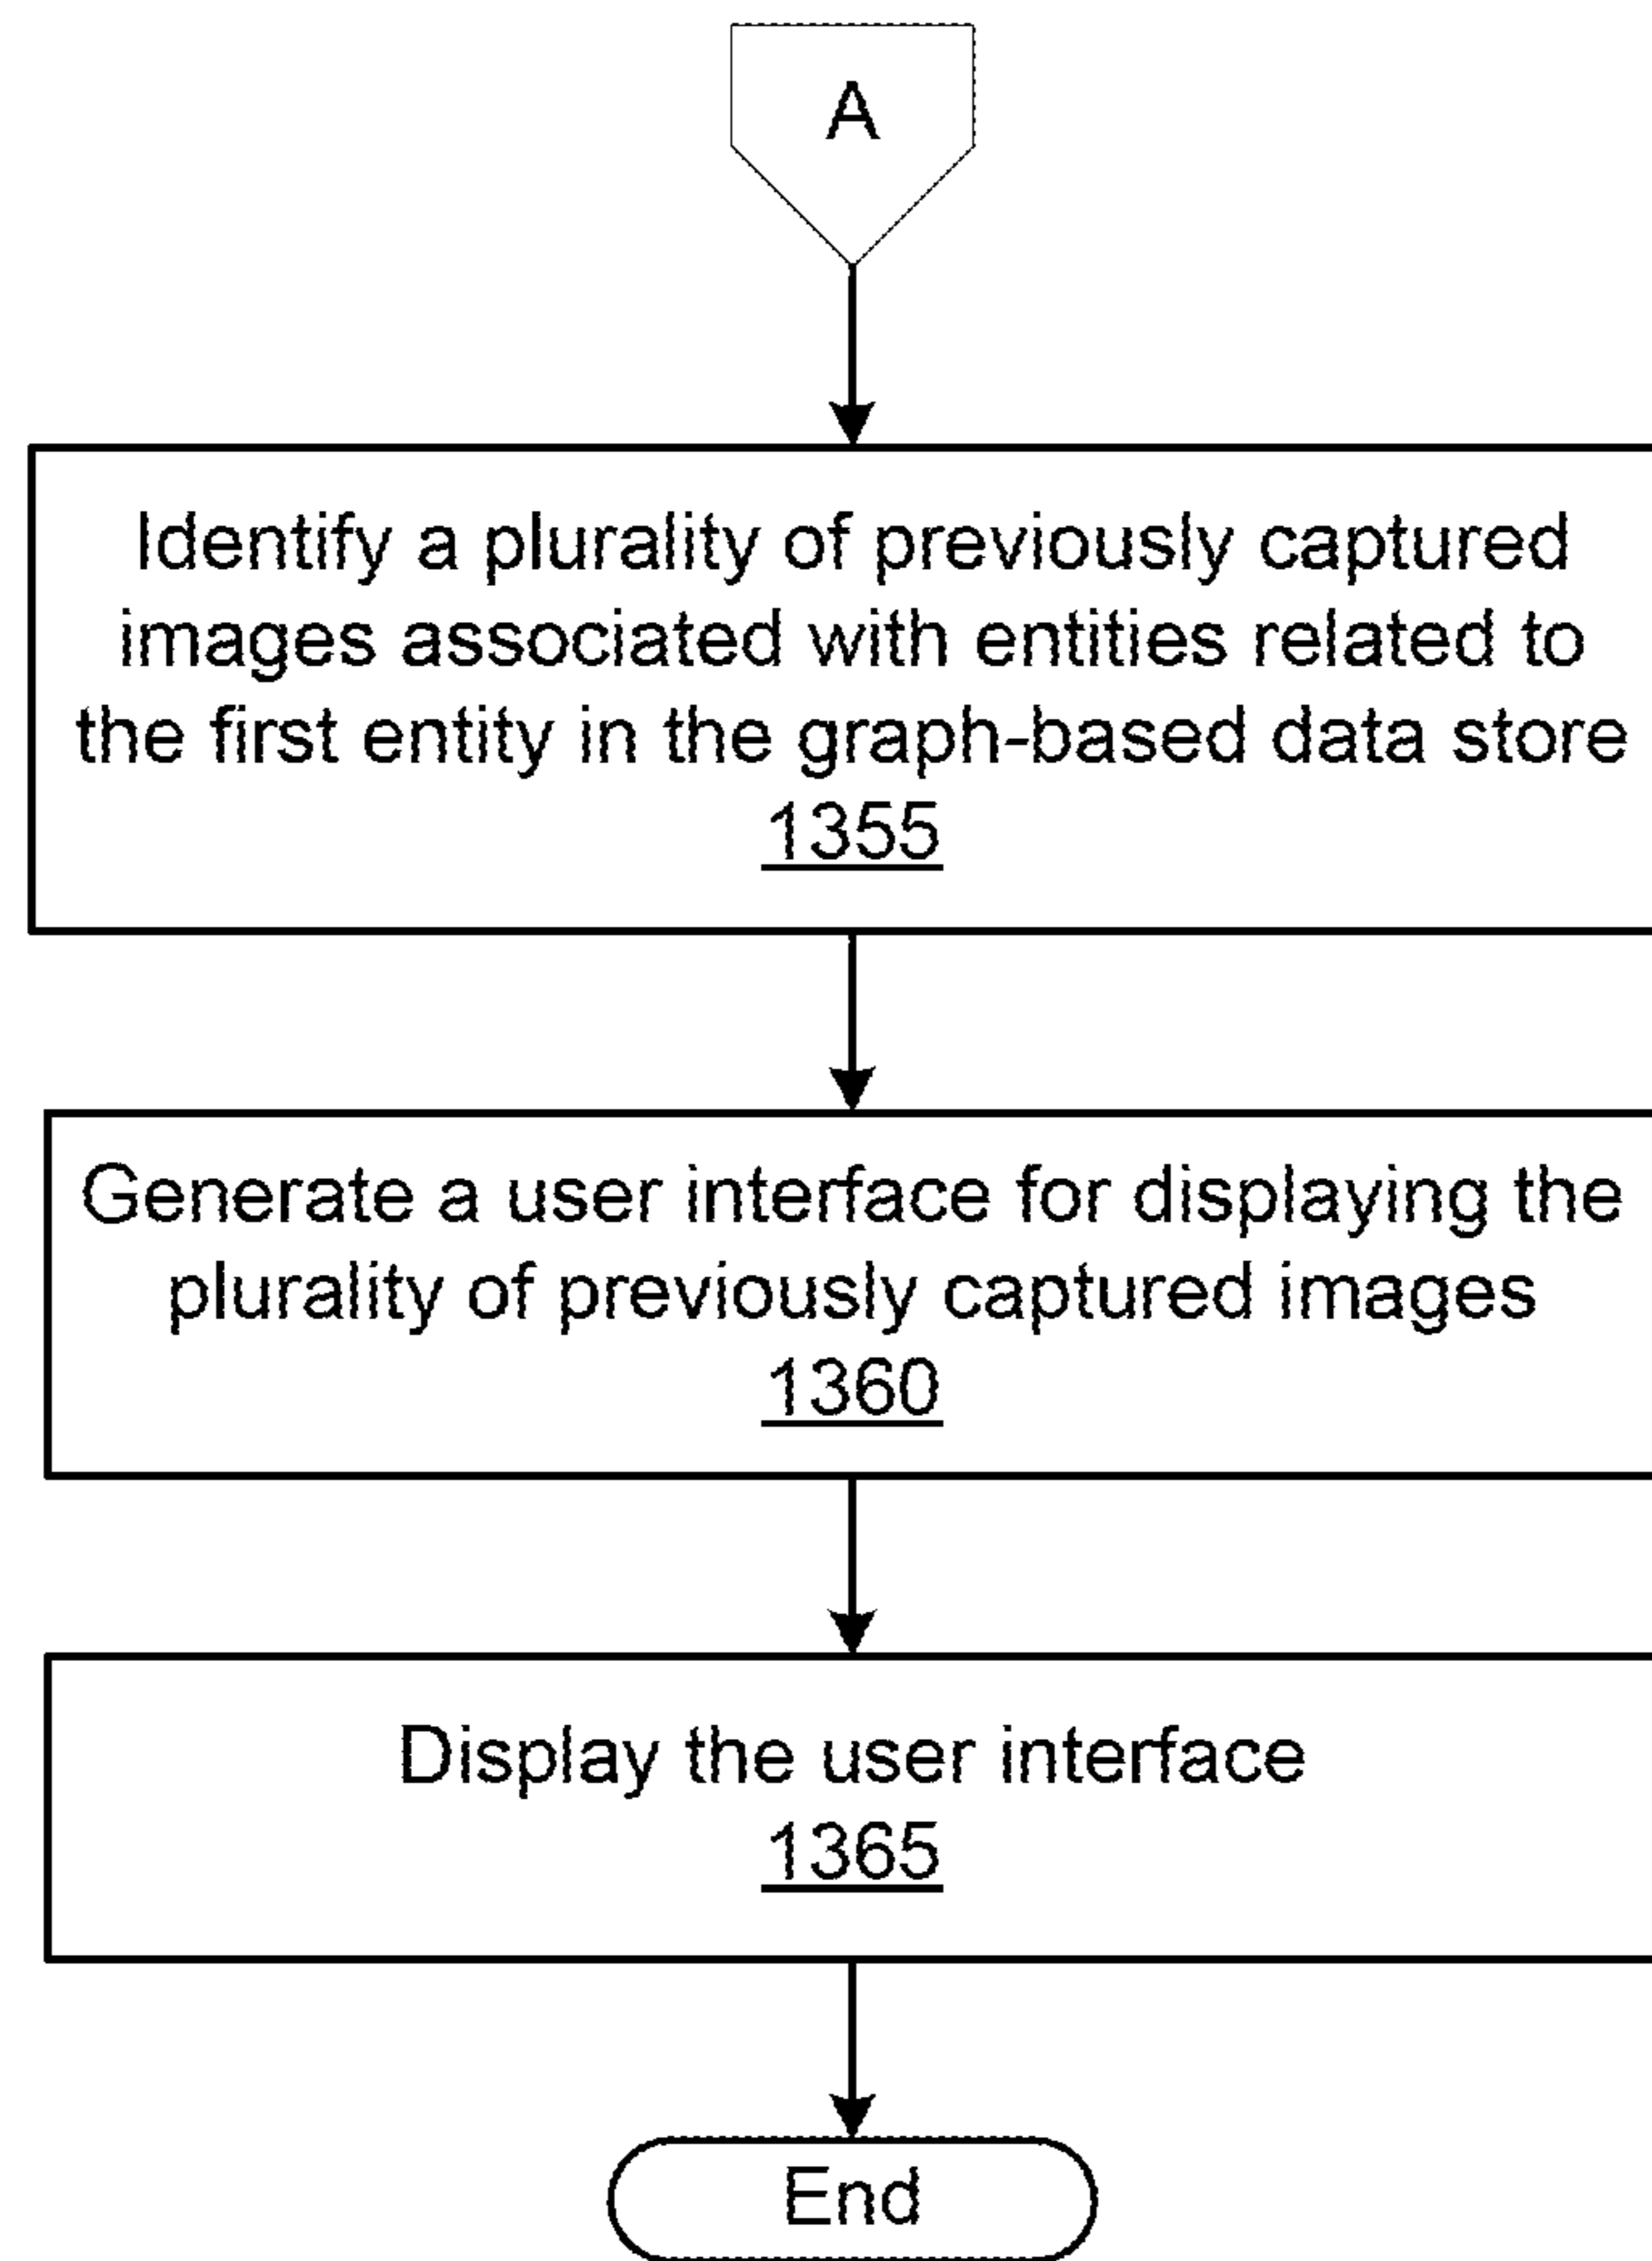 A
Identify a plurality of previously captured
images associated with entities related to
the first entity in the graph-based data store
1355
Generate a user interface for displaying the
plurality of previously captured images
1360
Display the user interface
1365
End